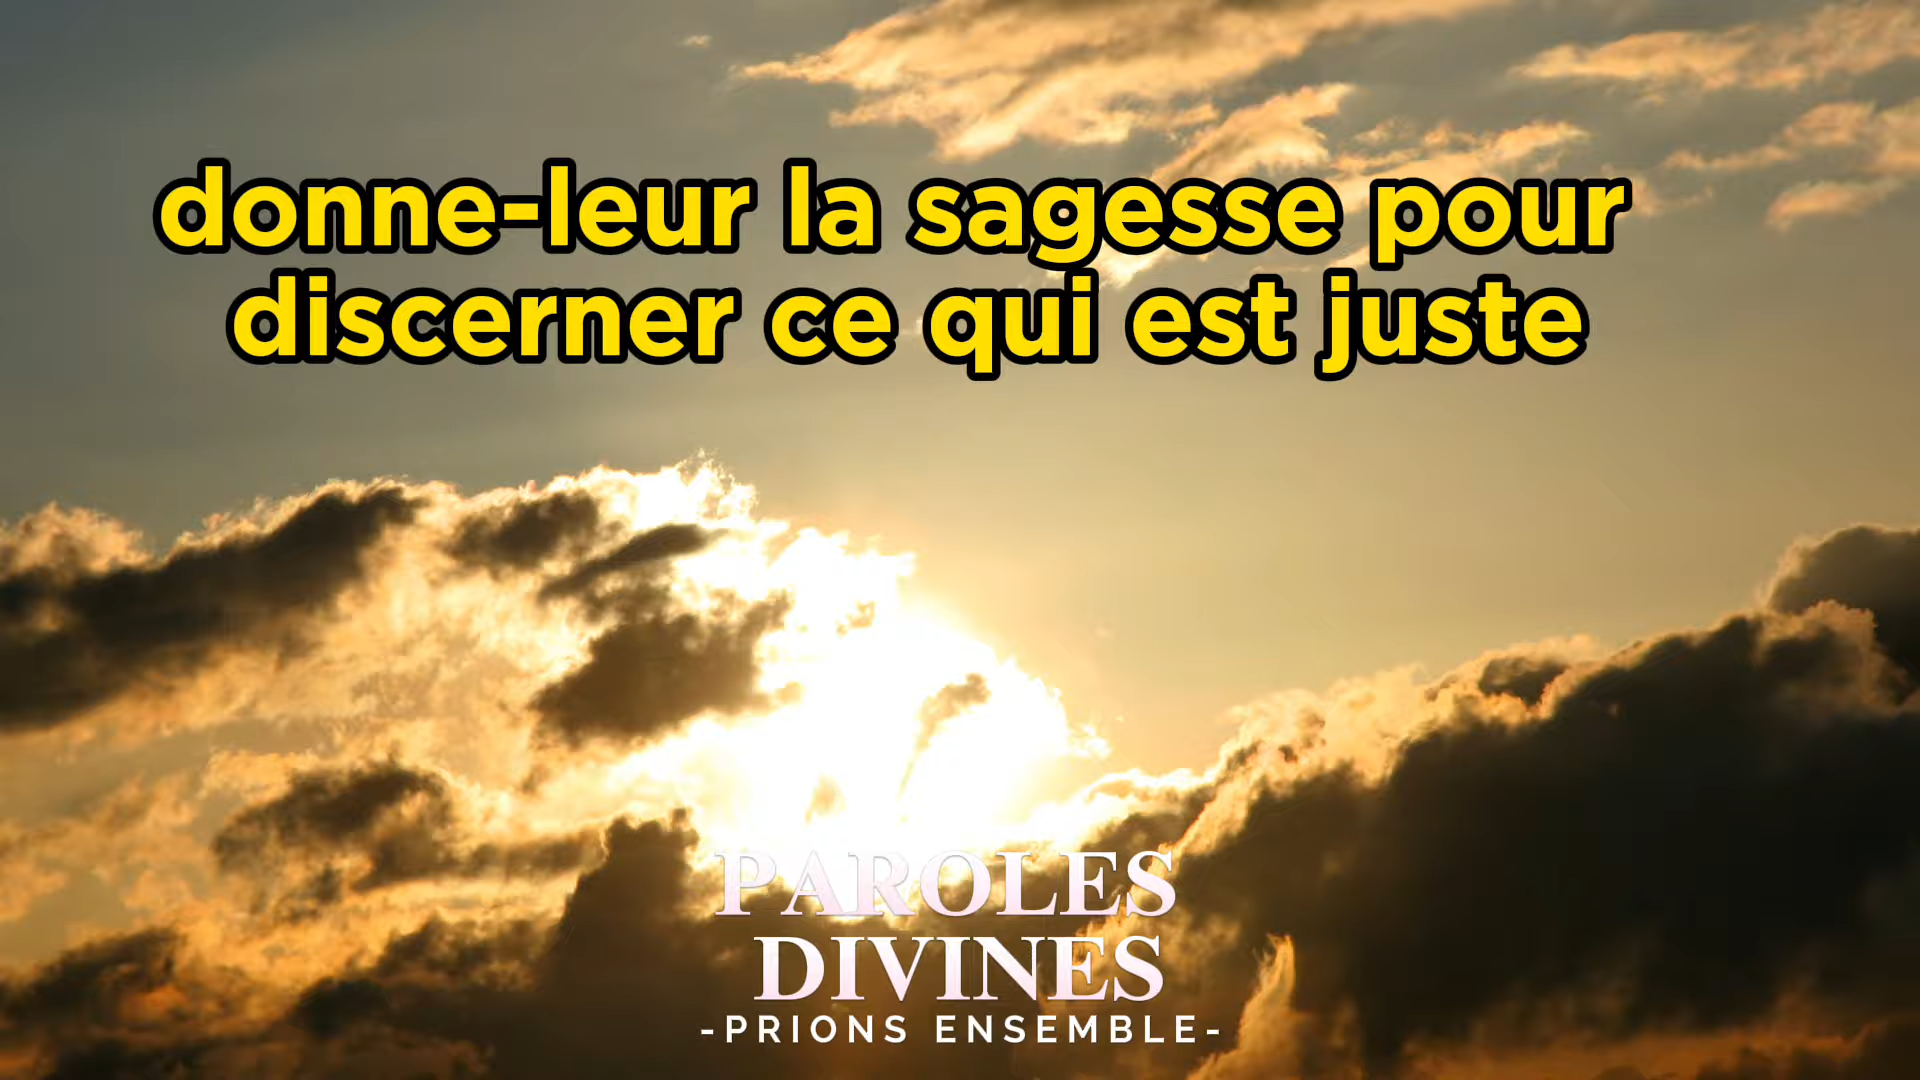 donne-leur la sagesse pour
discerner ce qui est juste
PAROLES
DIVINES
-PRIONS ENSEMBLE-